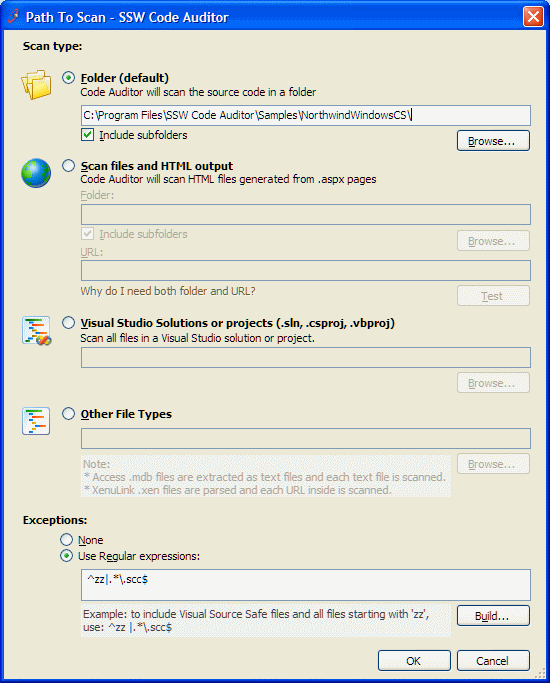 Path To Scan - SSW Code Auditor
Scan type:
Folder (default)
Code Auditor will scan the source code in a folder
C:\Program Files\SSW Code Auditor\Samples\NorthwindWindowsCS\
Include subfolders
Browse...
Scan files and HTML output
Code Auditor will scan HTML files generated from .aspx pages
Folder:
Include subfolders
Browse...
URL:
Why do I need both folder and URL?
Test
Visual Studio Solutions or projects (.sln, .csproj, .vbproj)
Scan all files in a Visual Studio solution or project.
Browse...
Other File Types
Note:
* Access .mdb files are extracted as text files and each text file is scanned.
* XenuLink .xen files are parsed and each URL inside is scanned.
Browse...
Exceptions:
None
Use Regular expressions:
^zz|.*\.scc$
Example: to include Visual Source Safe files and all files starting with 'zz',
use: ^zz |.*\.scc$
Build...
OK
Cancel